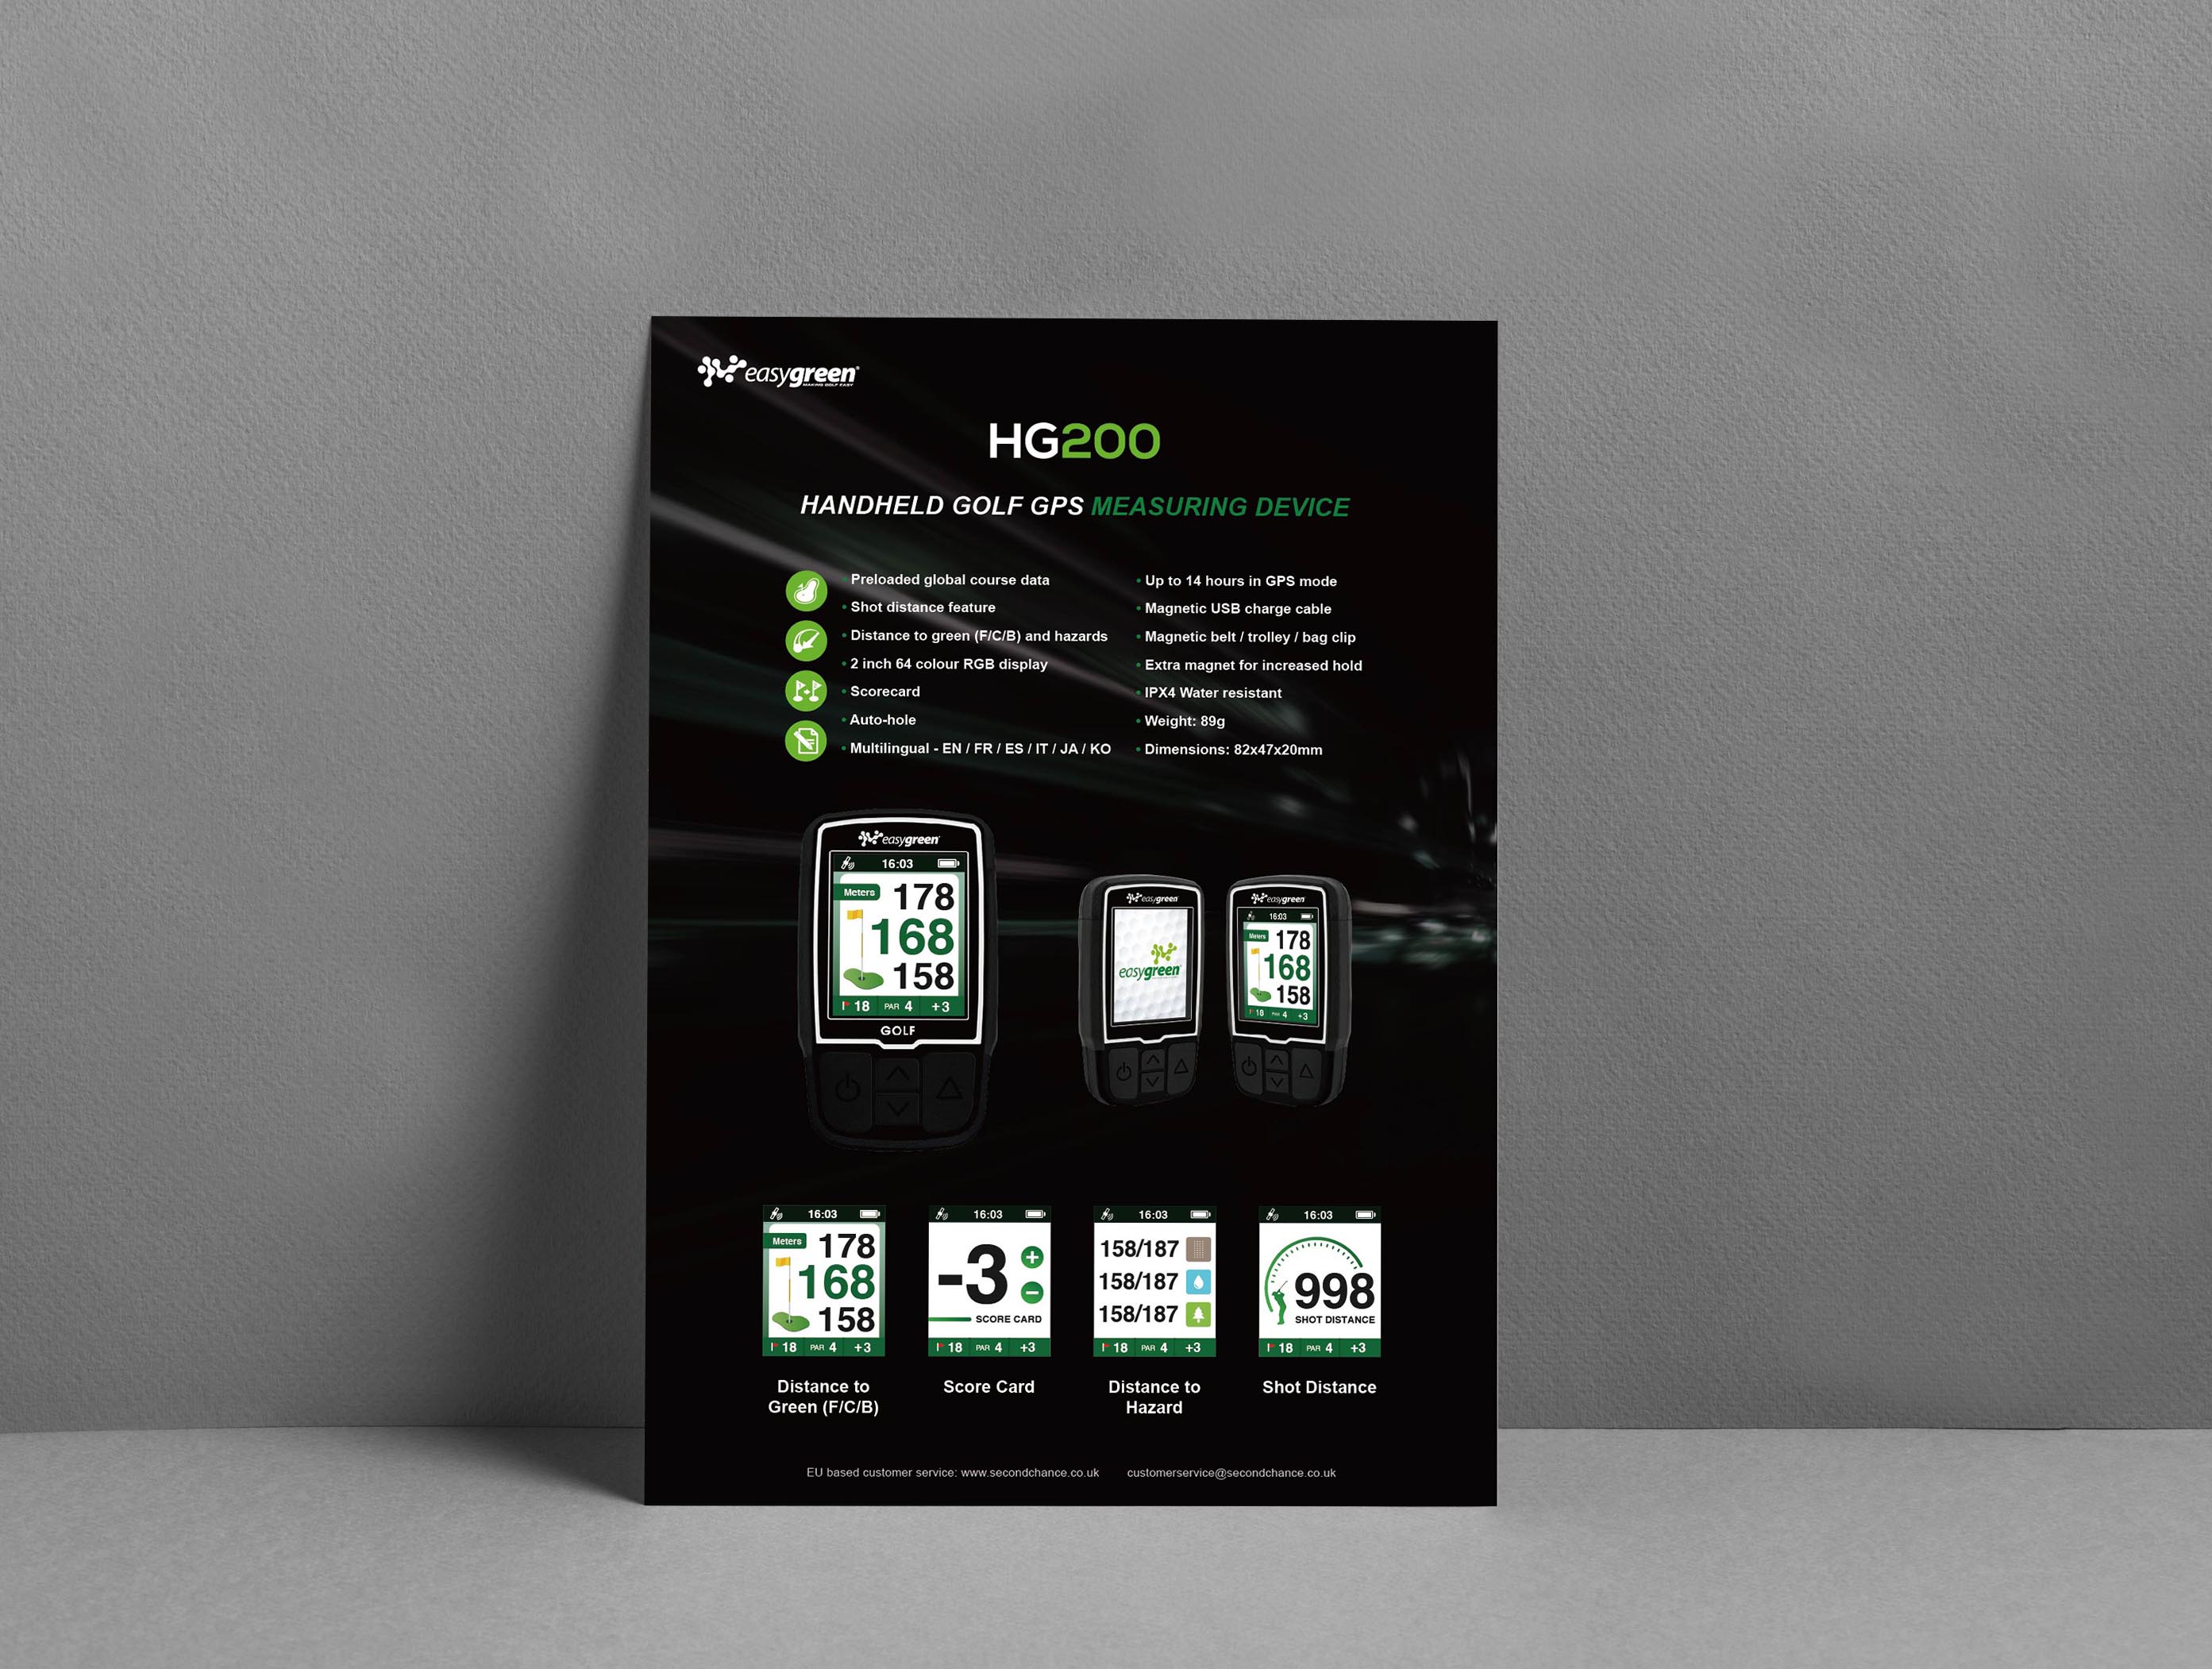 easygreen®
MAKING GOLF EASY
HG200
HANDHELD GOLF GPS MEASURING DEVICE
• Preloaded global course data
• Shot distance feature
• Distance to green (F/C/B) and hazards
• 2 inch 64 colour RGB display
• Scorecard
• Auto-hole
• Multilingual - EN / FR / ES / IT / JA / KO
• Up to 14 hours in GPS mode
• Magnetic USB charge cable
• Magnetic belt / trolley / bag clip
• Extra magnet for increased hold
• IPX4 Water resistant
• Weight: 89g
• Dimensions: 82x47x20mm
easygreen
16:03
Meters 178
168
158
18 PAR 4 +3
GOLF
easygreen
easygreen
easygreen
16:03
Meters 178
168
158
18 PAR 4 +3
16:03
Meters 178
168
158
18 PAR 4 +3
Distance to
Green (F/C/B)
16:03
-3
SCORE CARD
18 PAR 4 +3
Score Card
16:03
158/187
158/187
158/187
18 PAR 4 +3
Distance to
Hazard
16:03
998
SHOT DISTANCE
18 PAR 4 +3
Shot Distance
EU based customer service: www.secondchance.co.uk customerservice@secondchance.co.uk